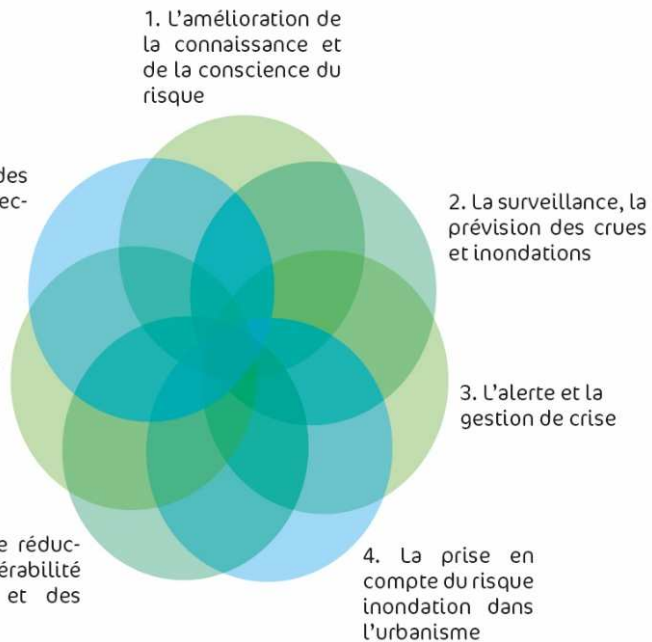 1. L'amélioration de
la connaissance et
de la conscience du
risque
des
ec-
2. La surveillance, la
prévision des crues
et inondations
3. L'alerte et la
gestion de crise
e réduc-
érabilité
et des
4. La prise en
compte du risque
inondation dans
l'urbanisme